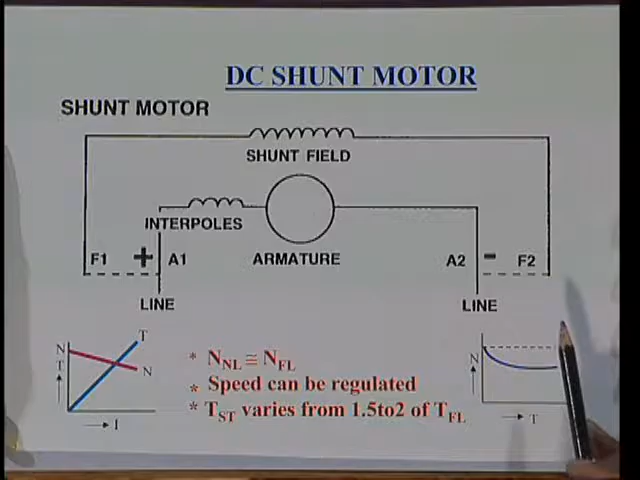 DC SHUNT MOTOR
SHUNT MOTOR
SHUNT FIELD
INTERPOLES
F1 + A1 ARMATURE A2 - F2
LINE LINE
N T
T N
I
* N_NL ≅ N_FL
* Speed can be regulated
* T_ST varies from 1.5to2 of T_FL
N
T